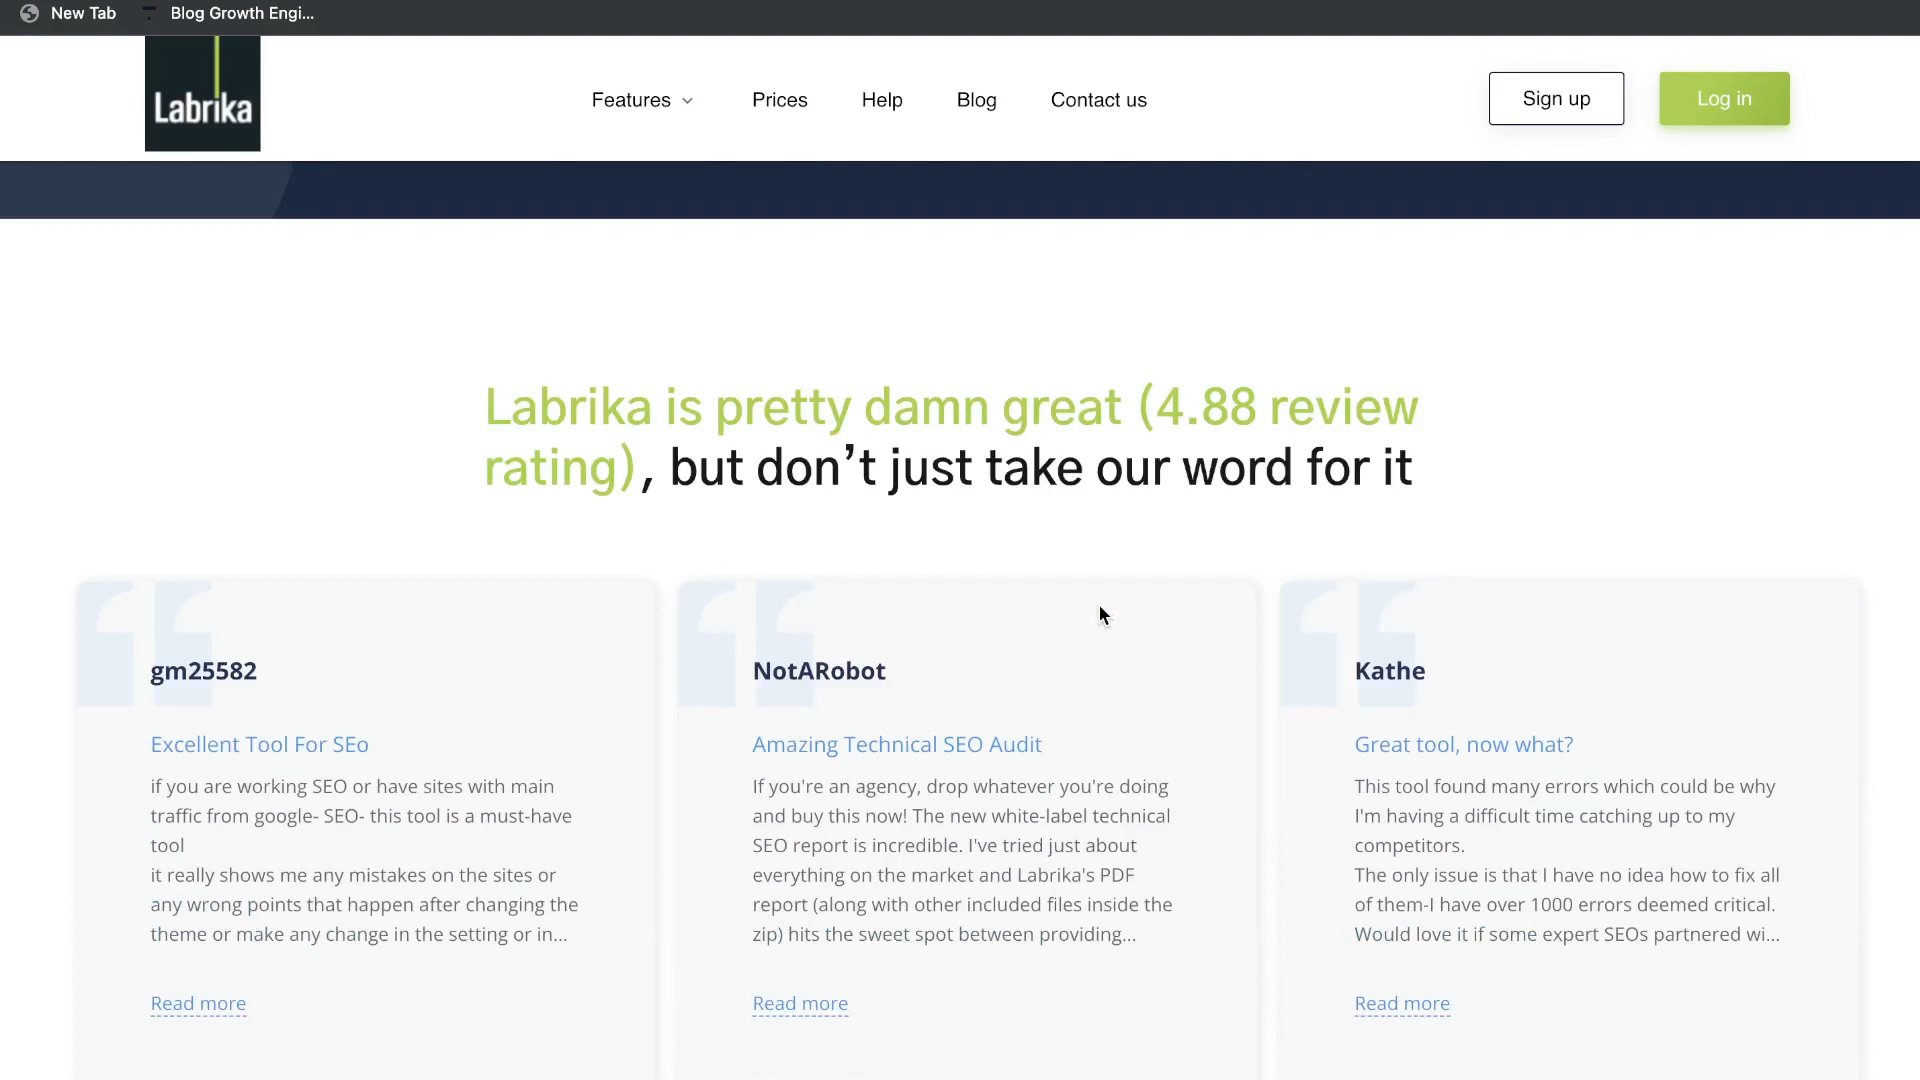 New Tab
Blog Growth Engi...
Labrika
Features
Prices
Help
Blog
Contact us
Sign up
Log in
Labrika is pretty damn great (4.88 review
rating), but don’t just take our word for it
gm25582
Excellent Tool For SEo
if you are working SEO or have sites with main
traffic from google- SEO- this tool is a must-have
tool
it really shows me any mistakes on the sites or
any wrong points that happen after changing the
theme or make any change in the setting or in...
Read more
NotARobot
Amazing Technical SEO Audit
If you're an agency, drop whatever you're doing
and buy this now! The new white-label technical
SEO report is incredible. I've tried just about
everything on the market and Labrika's PDF
report (along with other included files inside the
zip) hits the sweet spot between providing...
Read more
Kathe
Great tool, now what?
This tool found many errors which could be why
I'm having a difficult time catching up to my
competitors.
The only issue is that I have no idea how to fix all
of them-I have over 1000 errors deemed critical.
Would love it if some expert SEOs partnered wi...
Read more